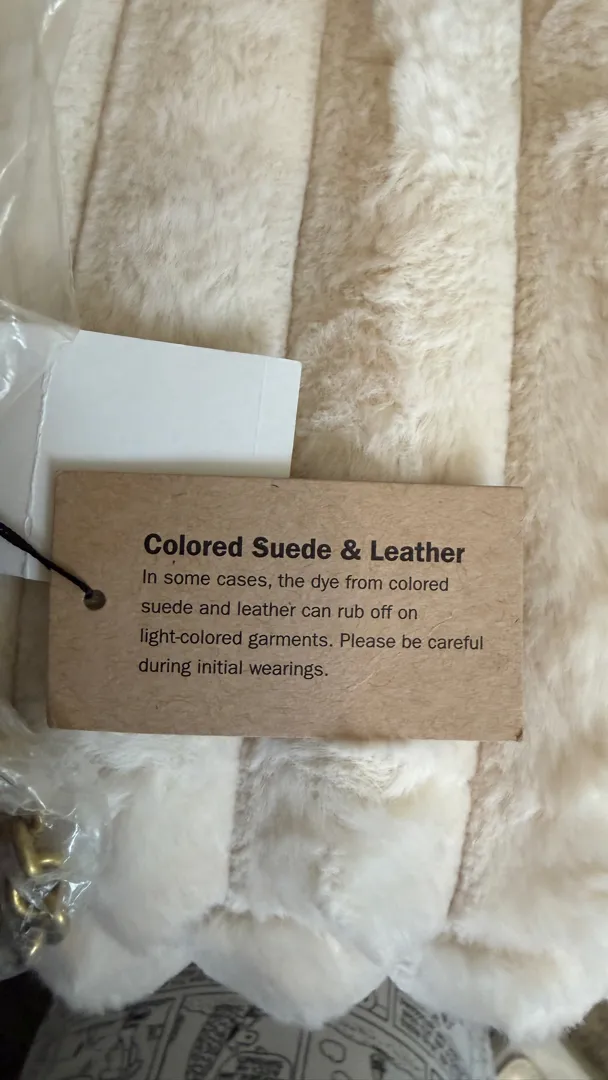 Colored Suede & Leather
In some cases, the dye from colored
suede and leather can rub off on
light-colored garments. Please be careful
during initial wearings.